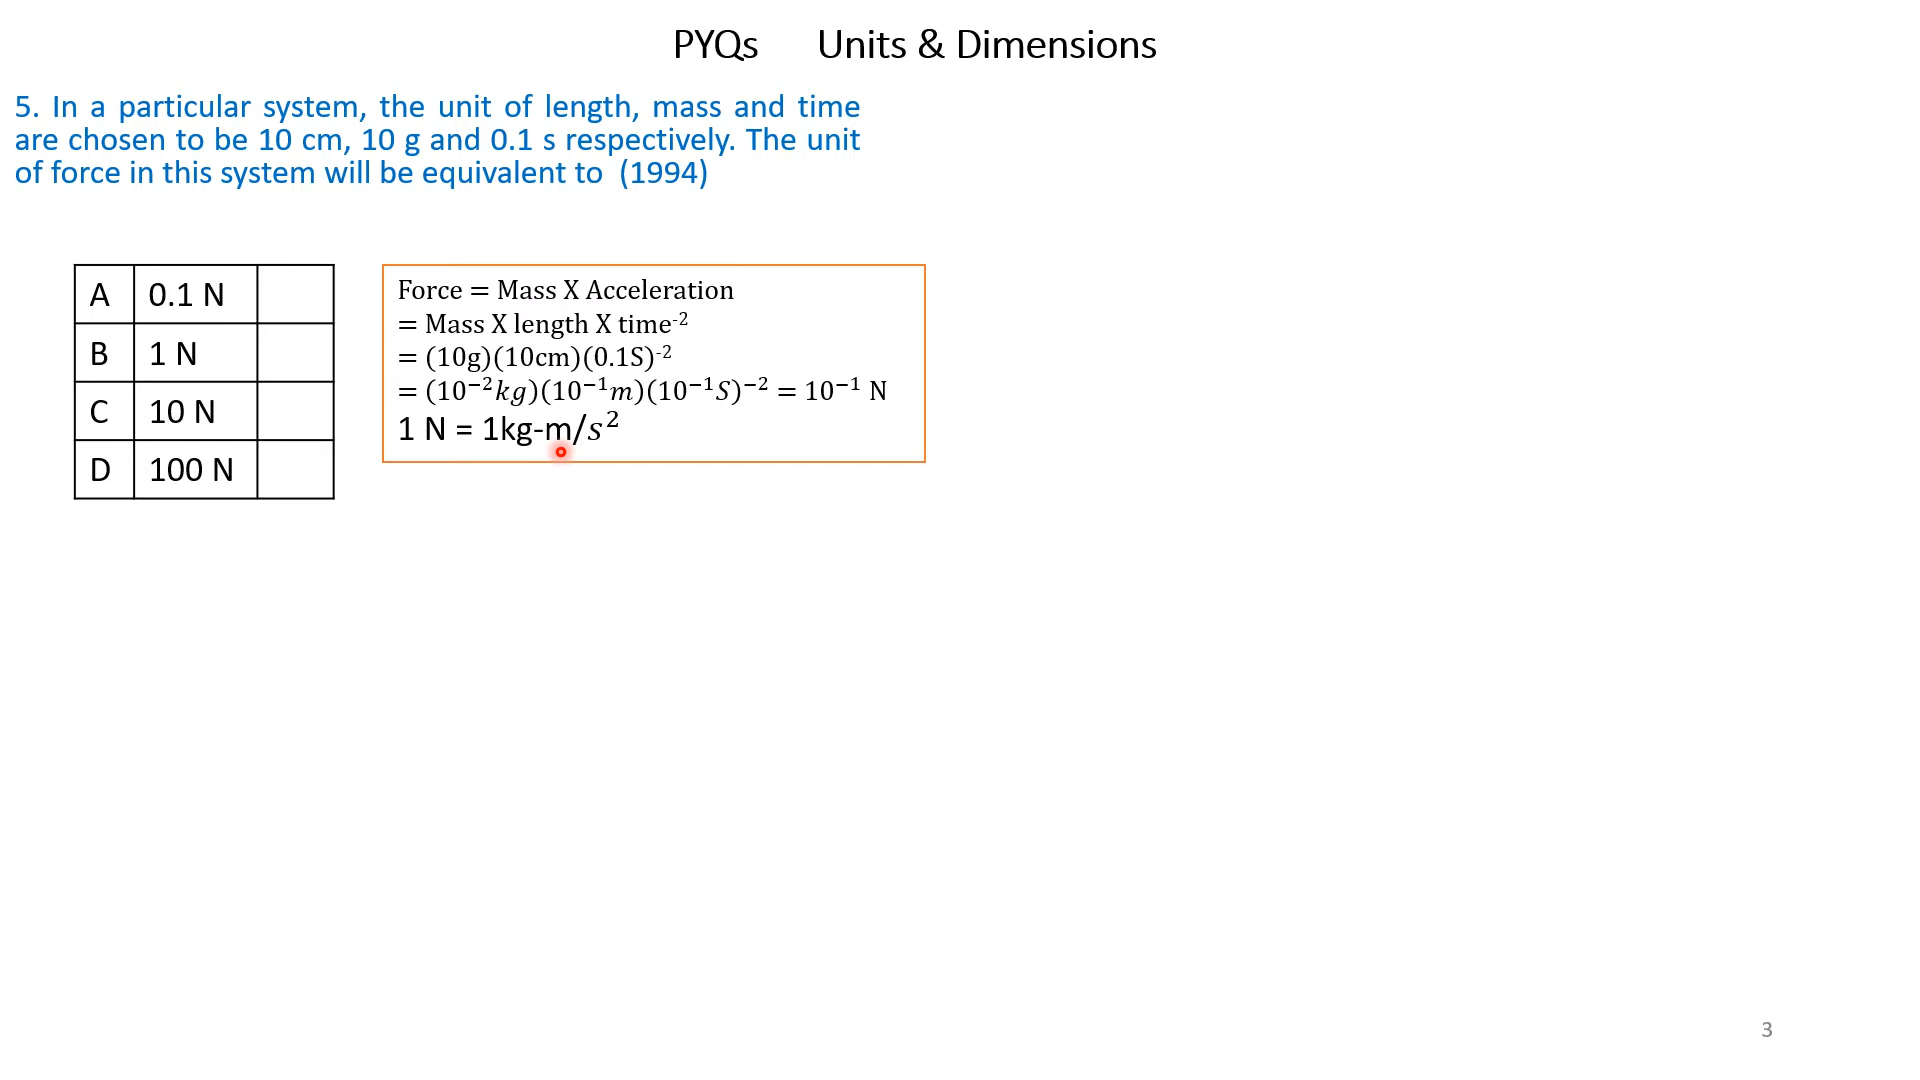 PYQs Units & Dimensions
5. In a particular system, the unit of length, mass and time
are chosen to be 10 cm, 10 g and 0.1 s respectively. The unit
of force in this system will be equivalent to (1994)
A 0.1 N
B 1 N
C 10 N
D 100 N
Force = Mass X Acceleration
= Mass X length X time⁻²
= (10g)(10cm)(0.1S)⁻²
= (10⁻²kg)(10⁻¹m)(10⁻¹S)⁻² = 10⁻¹ N
1 N = 1kg-m/s²
3